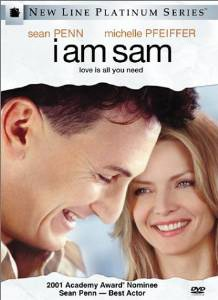 NEW LINE PLATINUM SERIES™
sean PENN michelle PFEIFFER
i am sam
love is all you need
2001 Academy Award® Nominee
Sean Penn — Best Actor
DVD